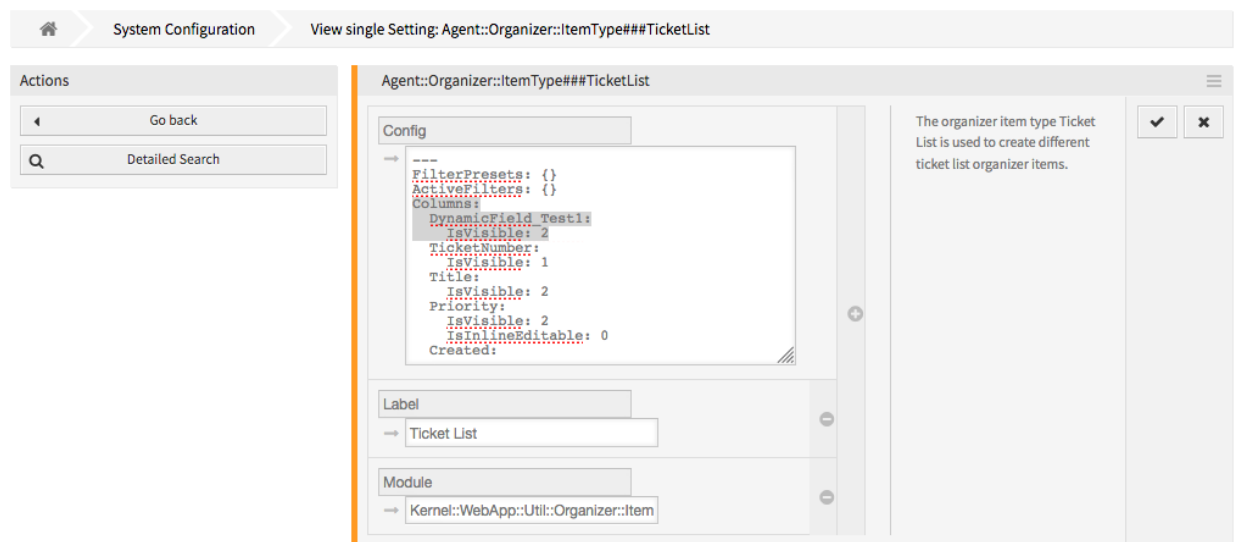 System Configuration
View single Setting: Agent::Organizer::ItemType###TicketList
Actions
Go back
Detailed Search
Agent::Organizer::ItemType###TicketList
Config
---
FilterPresets: {}
ActiveFilters: {}
Columns:
DynamicField_Test1:
IsVisible: 2
TicketNumber:
IsVisible: 1
Title:
IsVisible: 2
Priority:
IsVisible: 2
IsInlineEditable: 0
Created:
Label
Ticket List
Module
Kernel::WebApp::Util::Organizer::Item
The organizer item type Ticket
List is used to create different
ticket list organizer items.